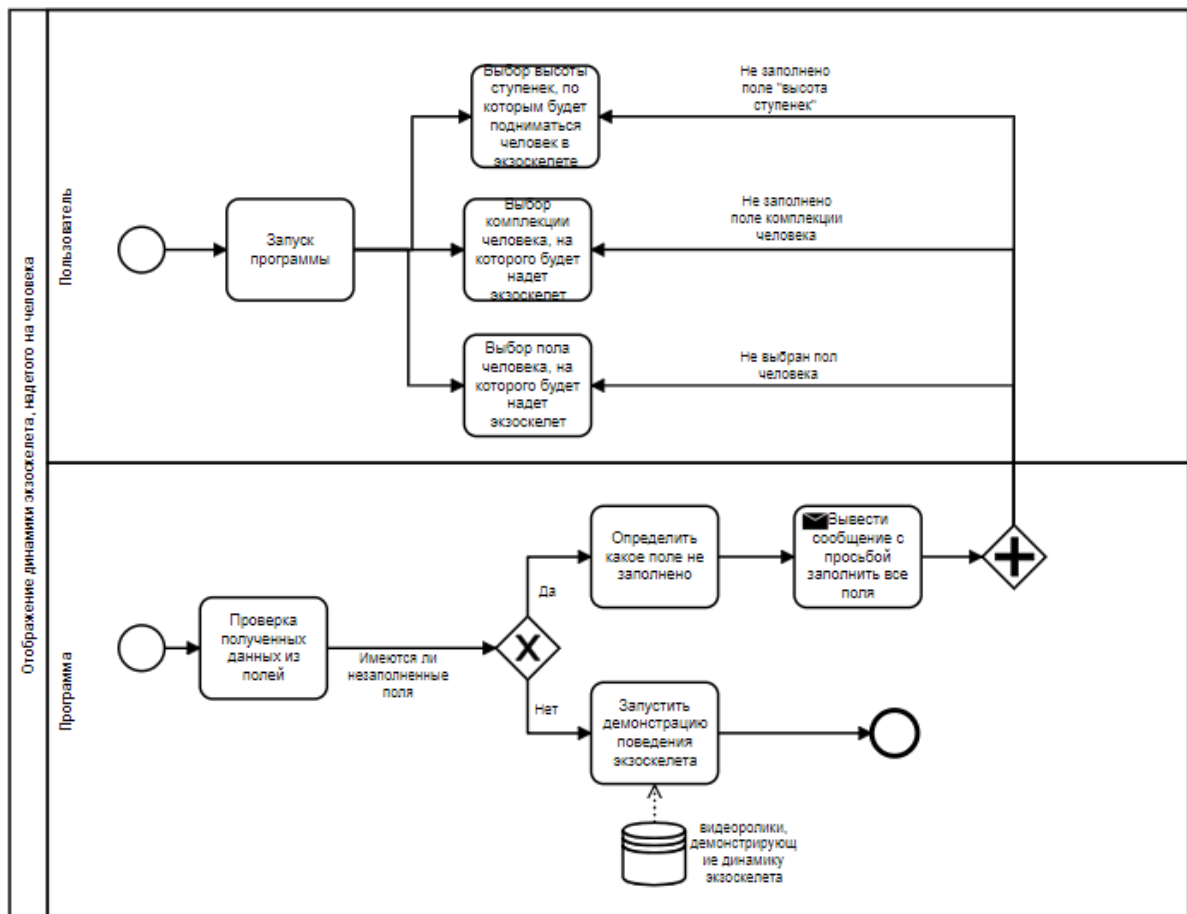 Отображение динамики экзоскелета, надетого на человека
Пользователь
Запуск
программы
Выбор высоты
ступенек, по
которым будет
подниматься
человек в
экзоскелете
Не заполнено
поле "высота
ступенек"
Выбор
комплекции
человека, на
которого будет
надет
экзоскелет
Не заполнено
поле комплекции
человека
Выбор пола
человека, на
которого будет
надет
экзоскелет
Не выбран пол
человека
Программа
Проверка
полученных
данных из
полей
Имеются ли
незаполненные
поля
Да
Определить
какое поле не
заполнено
Вывести
сообщение с
просьбой
заполнить все
поля
Нет
Запустить
демонстрацию
поведения
экзоскелета
видеоролики,
демонстрирующ
ие динамику
экзоскелета